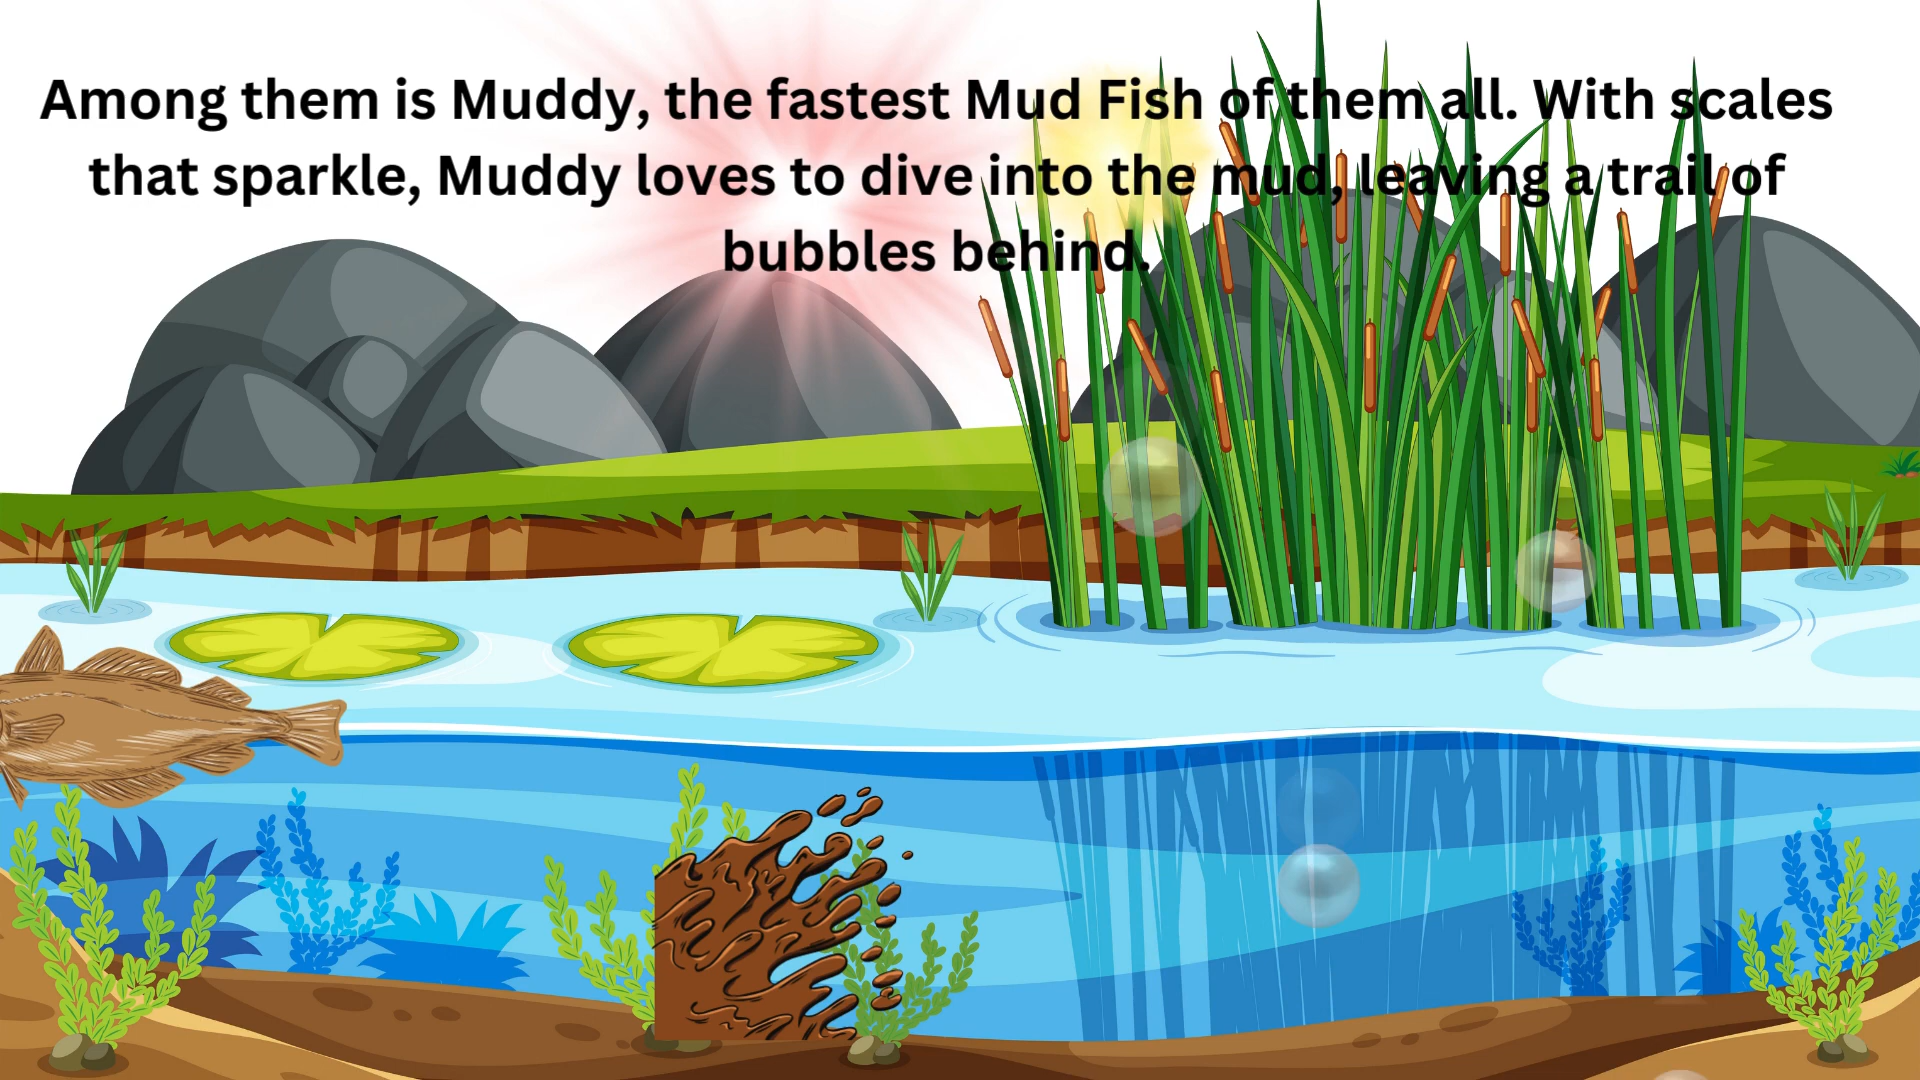 Among them is Muddy, the fastest Mud Fish of them all. With scales
that sparkle, Muddy loves to dive into the mud, leaving a trail of
bubbles behind.